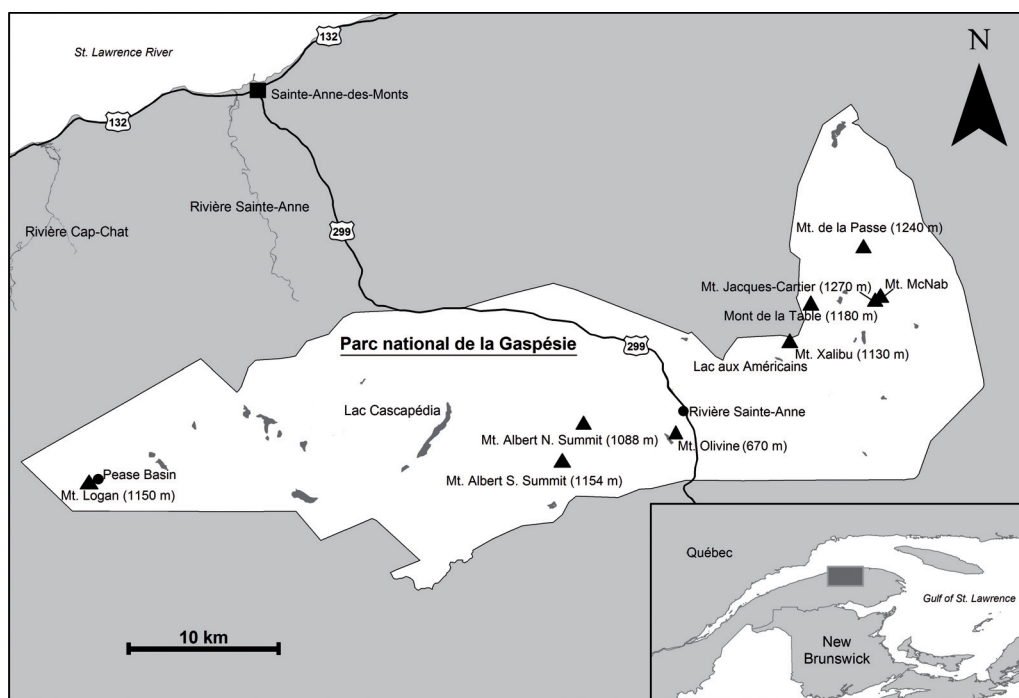 St. Lawrence River
132
N
Sainte-Anne-des-Monts
132
Rivière Sainte-Anne
299
Rivière Cap-Chat
Mt. de la Passe (1240 m)
Mt. Jacques-Cartier (1270 m)
Mt. McNab
Mont de la Table (1180 m)
Parc national de la Gaspésie
299
Mt. Xalibu (1130 m)
Lac aux Américains
Lac Cascapédia
Rivière Sainte-Anne
Mt. Albert N. Summit (1088 m)
Mt. Olivine (670 m)
Pease Basin
Mt. Albert S. Summit (1154 m)
Mt. Logan (1150 m)
10 km
Québec
Gulf of St. Lawrence
New
Brunswick